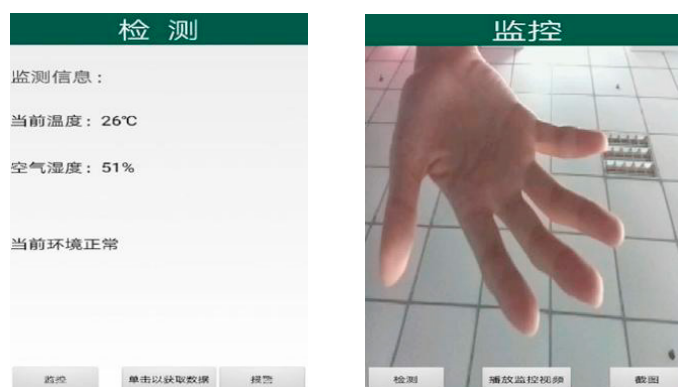 检 测
监测信息：
当前温度：26℃
空气湿度：51%
当前环境正常
监控
单击以获取数据
报警
监控
检测
播放监控视频
截图